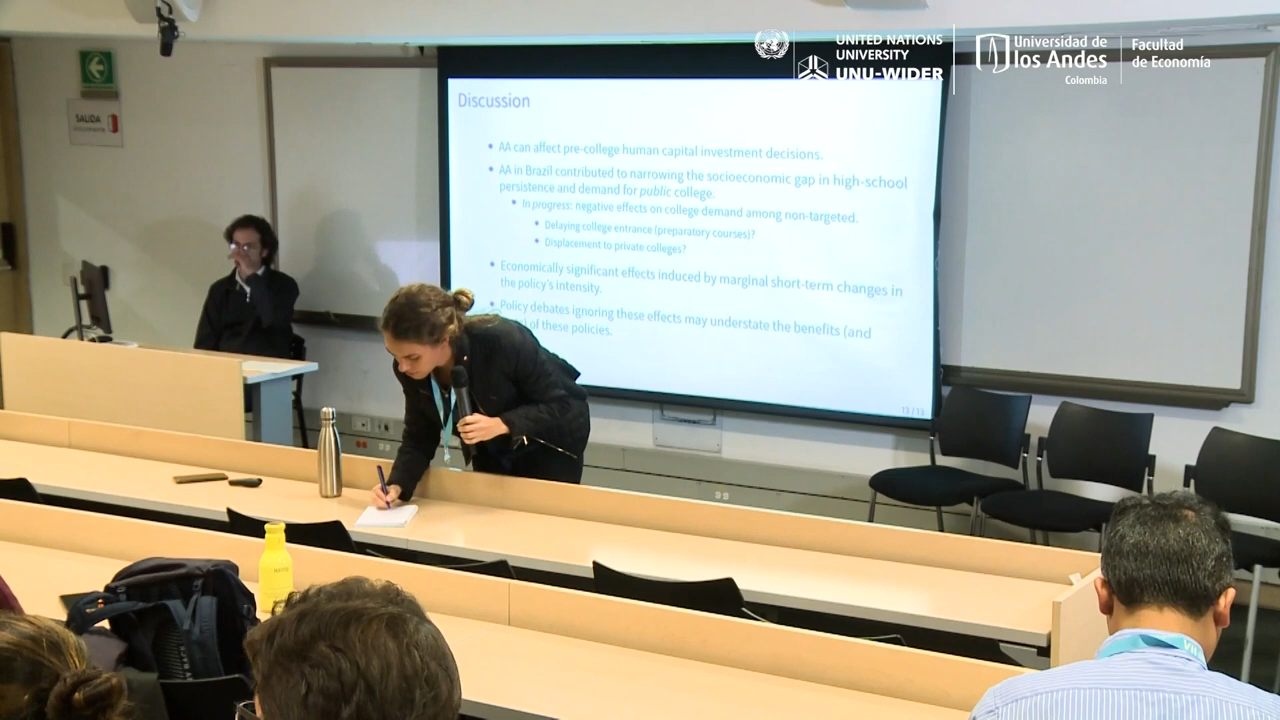 UNITED NATIONS
UNIVERSITY
UNU-WIDER
Universidad de
los Andes
Colombia
Facultad
de Economía
SALIDA
Discussion
• AA can affect pre-college human capital investment decisions.
• AA in Brazil contributed to narrowing the socioeconomic gap in high-school
persistence and demand for public college.
• In progress: negative effects on college demand among non-targeted.
• Delaying college entrance (preparatory courses)?
• Displacement to private colleges?
• Economically significant effects induced by marginal short-term changes in
the policy's intensity.
• Policy debates ignoring these effects may understate the benefits (and
of these policies.
13 / 13